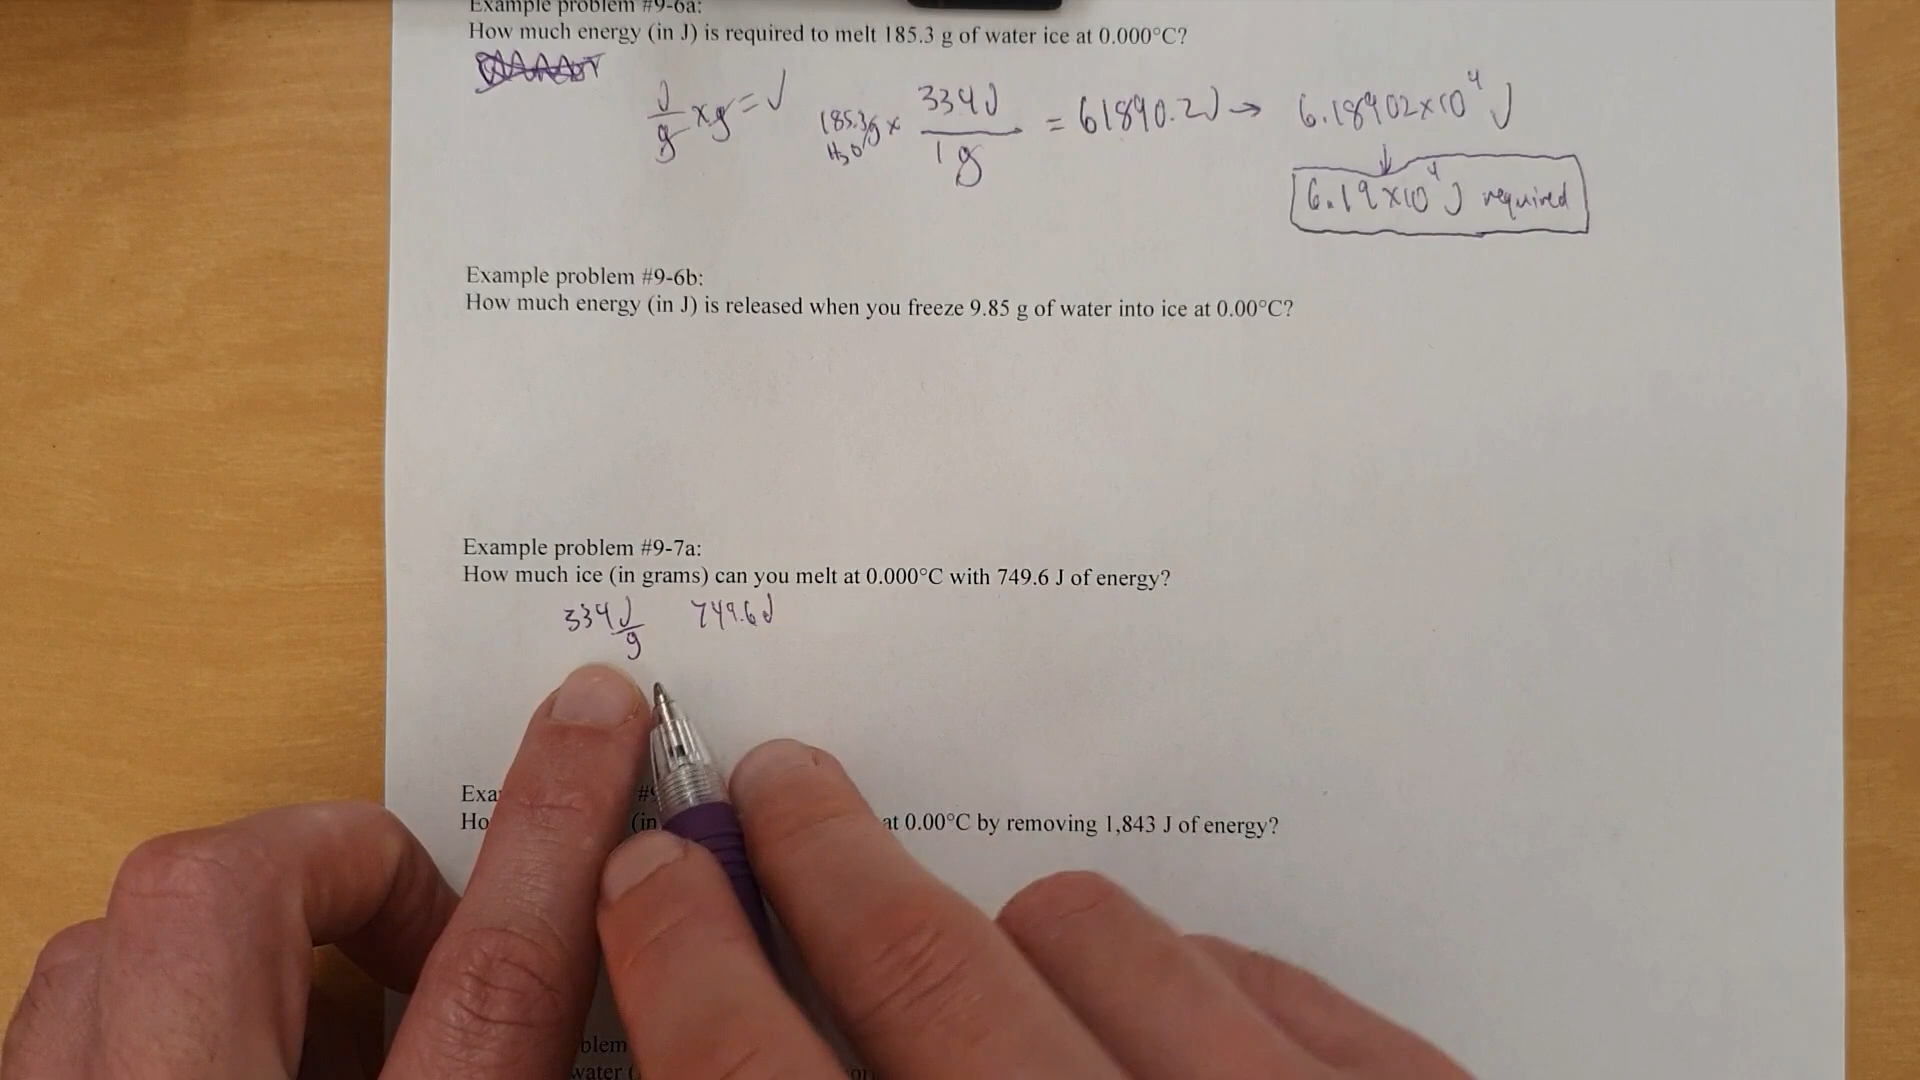 Example problem #9-6a:
How much energy (in J) is required to melt 185.3 g of water ice at 0.000°C?
J/g x g = J 185.3g H2O x 334J/1g = 61890.2J → 6.18902x10^4 J
↓
6.19x10^4 J required
Example problem #9-6b:
How much energy (in J) is released when you freeze 9.85 g of water into ice at 0.00°C?
Example problem #9-7a:
How much ice (in grams) can you melt at 0.000°C with 749.6 J of energy?
334 J/g 749.6J
at 0.00°C by removing 1,843 J of energy?